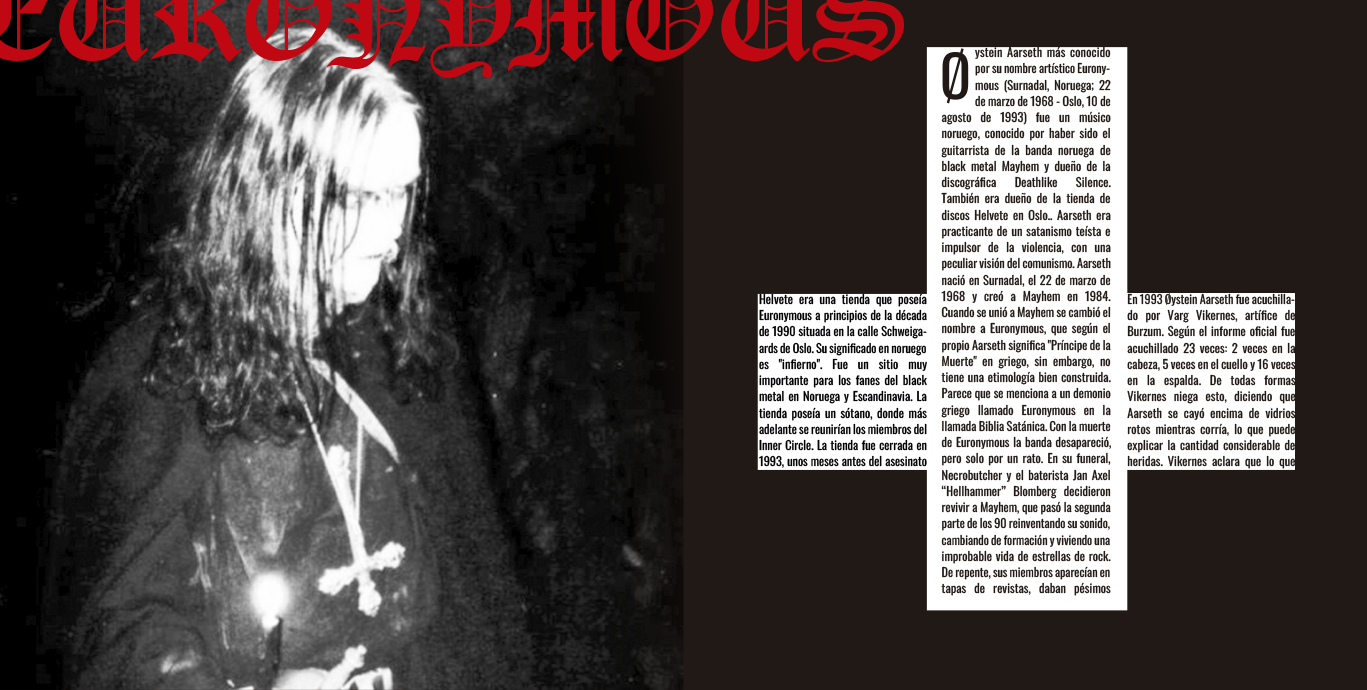 EURONYMOUS
Øystein Aarseth más conocido
por su nombre artístico Eurony-
mous (Surnadal, Noruega; 22
de marzo de 1968 - Oslo, 10 de
agosto de 1993) fue un músico
noruego, conocido por haber sido el
guitarrista de la banda noruega de
black metal Mayhem y dueño de la
discográfica Deathlike Silence.
También era dueño de la tienda de
discos Helvete en Oslo.. Aarseth era
practicante de un satanismo teísta e
impulsor de la violencia, con una
peculiar visión del comunismo. Aarseth
nació en Surnadal, el 22 de marzo de
1968 y creó a Mayhem en 1984.
Cuando se unió a Mayhem se cambió el
nombre a Euronymous, que según el
propio Aarseth significa "Príncipe de la
Muerte" en griego, sin embargo, no
tiene una etimología bien construida.
Parece que se menciona a un demonio
griego llamado Euronymous en la
llamada Biblia Satánica. Con la muerte
de Euronymous la banda desapareció,
pero solo por un rato. En su funeral,
Necrobutcher y el baterista Jan Axel
“Hellhammer” Blomberg decidieron
revivir a Mayhem, que pasó la segunda
parte de los 90 reinventando su sonido,
cambiando de formación y viviendo una
improbable vida de estrellas de rock.
De repente, sus miembros aparecían en
tapas de revistas, daban pésimos
Helvete era una tienda que poseía
Euronymous a principios de la década
de 1990 situada en la calle Schweiga-
ards de Oslo. Su significado en noruego
es "infierno". Fue un sitio muy
importante para los fanes del black
metal en Noruega y Escandinavia. La
tienda poseía un sótano, donde más
adelante se reunirían los miembros del
Inner Circle. La tienda fue cerrada en
1993, unos meses antes del asesinato
En 1993 Øystein Aarseth fue acuchilla-
do por Varg Vikernes, artífice de
Burzum. Según el informe oficial fue
acuchillado 23 veces: 2 veces en la
cabeza, 5 veces en el cuello y 16 veces
en la espalda. De todas formas
Vikernes niega esto, diciendo que
Aarseth se cayó encima de vidrios
rotos mientras corría, lo que puede
explicar la cantidad considerable de
heridas. Vikernes aclara que lo que